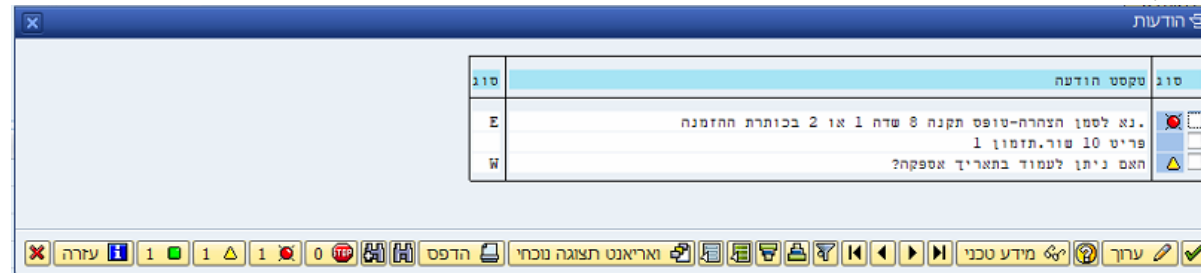 הודעות
סוג טקסט הודעה סוג
.נא לסמן הצהרה-טופס תקנה 8 שדה 1 או 2 בכותרת ההזמנה E
פריט 10 שור.תזמון 1
האם ניתן לעמוד בתאריך אספקה? W
ערוך מידע טכני ואריאנט תצוגה נוכחי הדפס STOP 0 1 1 1 עזרה